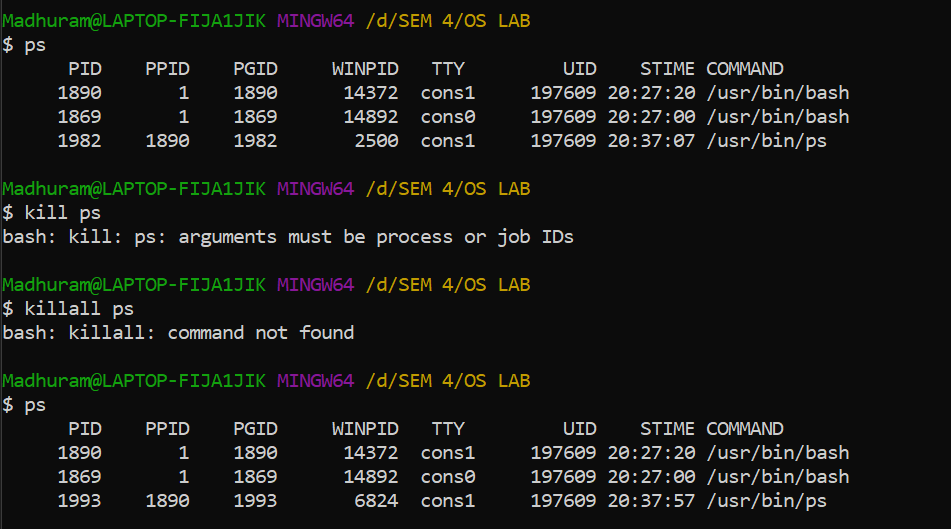 Madhuram@LAPTOP-FIJA1JIK MINGW64 /d/SEM 4/OS LAB
$ ps
      PID    PPID    PGID     WINPID   TTY         UID    STIME COMMAND
     1890       1    1890      14372  cons1     197609 20:27:20 /usr/bin/bash
     1869       1    1869      14892  cons0     197609 20:27:00 /usr/bin/bash
     1982    1890    1982       2500  cons1     197609 20:37:07 /usr/bin/ps
Madhuram@LAPTOP-FIJA1JIK MINGW64 /d/SEM 4/OS LAB
$ kill ps
bash: kill: ps: arguments must be process or job IDs
Madhuram@LAPTOP-FIJA1JIK MINGW64 /d/SEM 4/OS LAB
$ killall ps
bash: killall: command not found
Madhuram@LAPTOP-FIJA1JIK MINGW64 /d/SEM 4/OS LAB
$ ps
      PID    PPID    PGID     WINPID   TTY         UID    STIME COMMAND
     1890       1    1890      14372  cons1     197609 20:27:20 /usr/bin/bash
     1869       1    1869      14892  cons0     197609 20:27:00 /usr/bin/bash
     1993    1890    1993       6824  cons1     197609 20:37:57 /usr/bin/ps